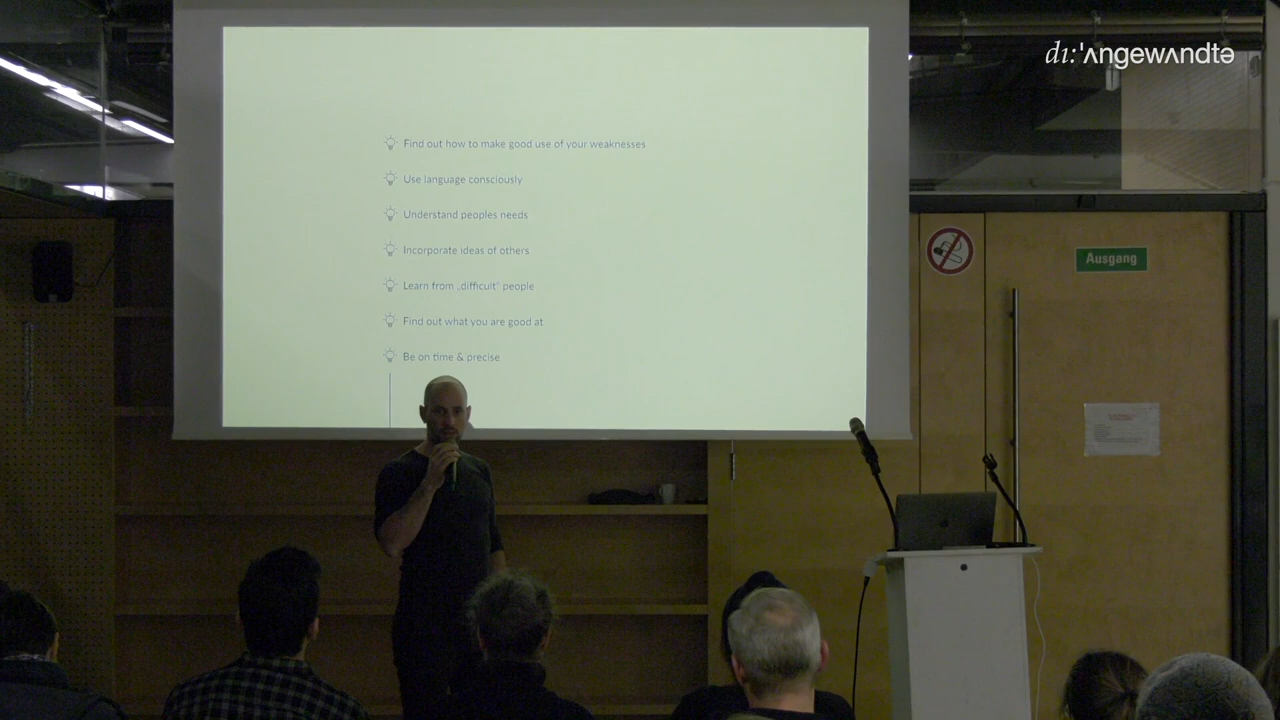 dı:'ʌngewʌndtə
Find out how to make good use of your weaknesses
Use language consciously
Understand peoples needs
Incorporate ideas of others
Learn from „difficult“ people
Find out what you are good at
Be on time & precise
Ausgang